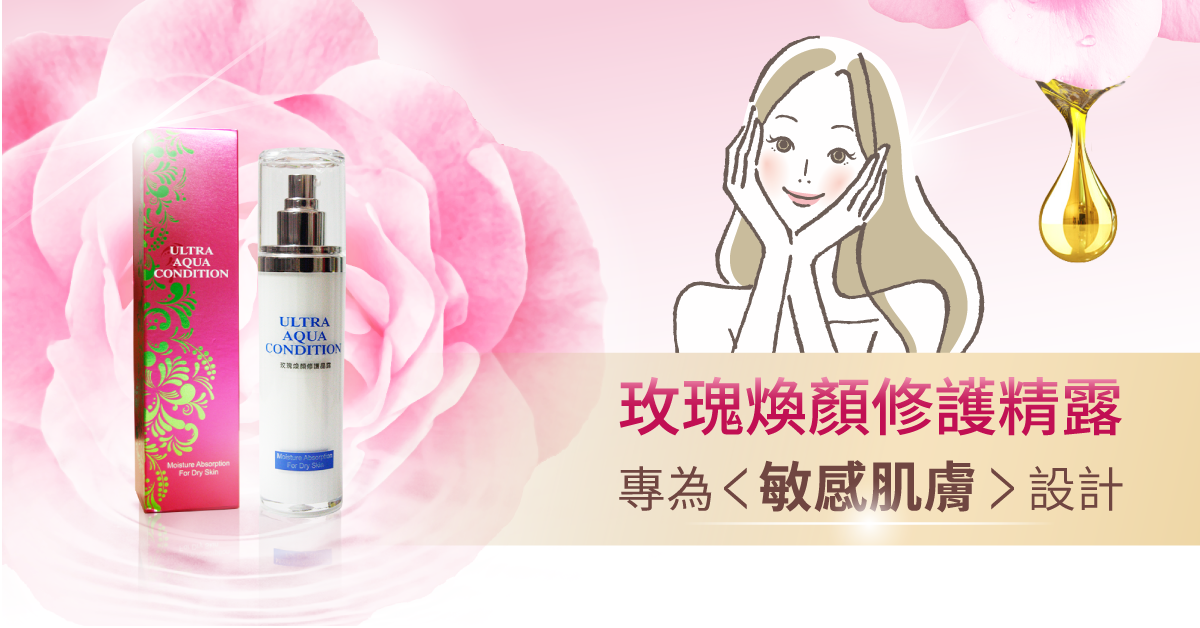 ULTRA
AQUA
CONDITION
Moisture Absorption
For Dry Skin
ULTRA
AQUA
CONDITION
玫瑰煥顏修護精露
Moisture Absorption
For Dry Skin
玫瑰煥顏修護精露
專為〈敏感肌膚〉設計